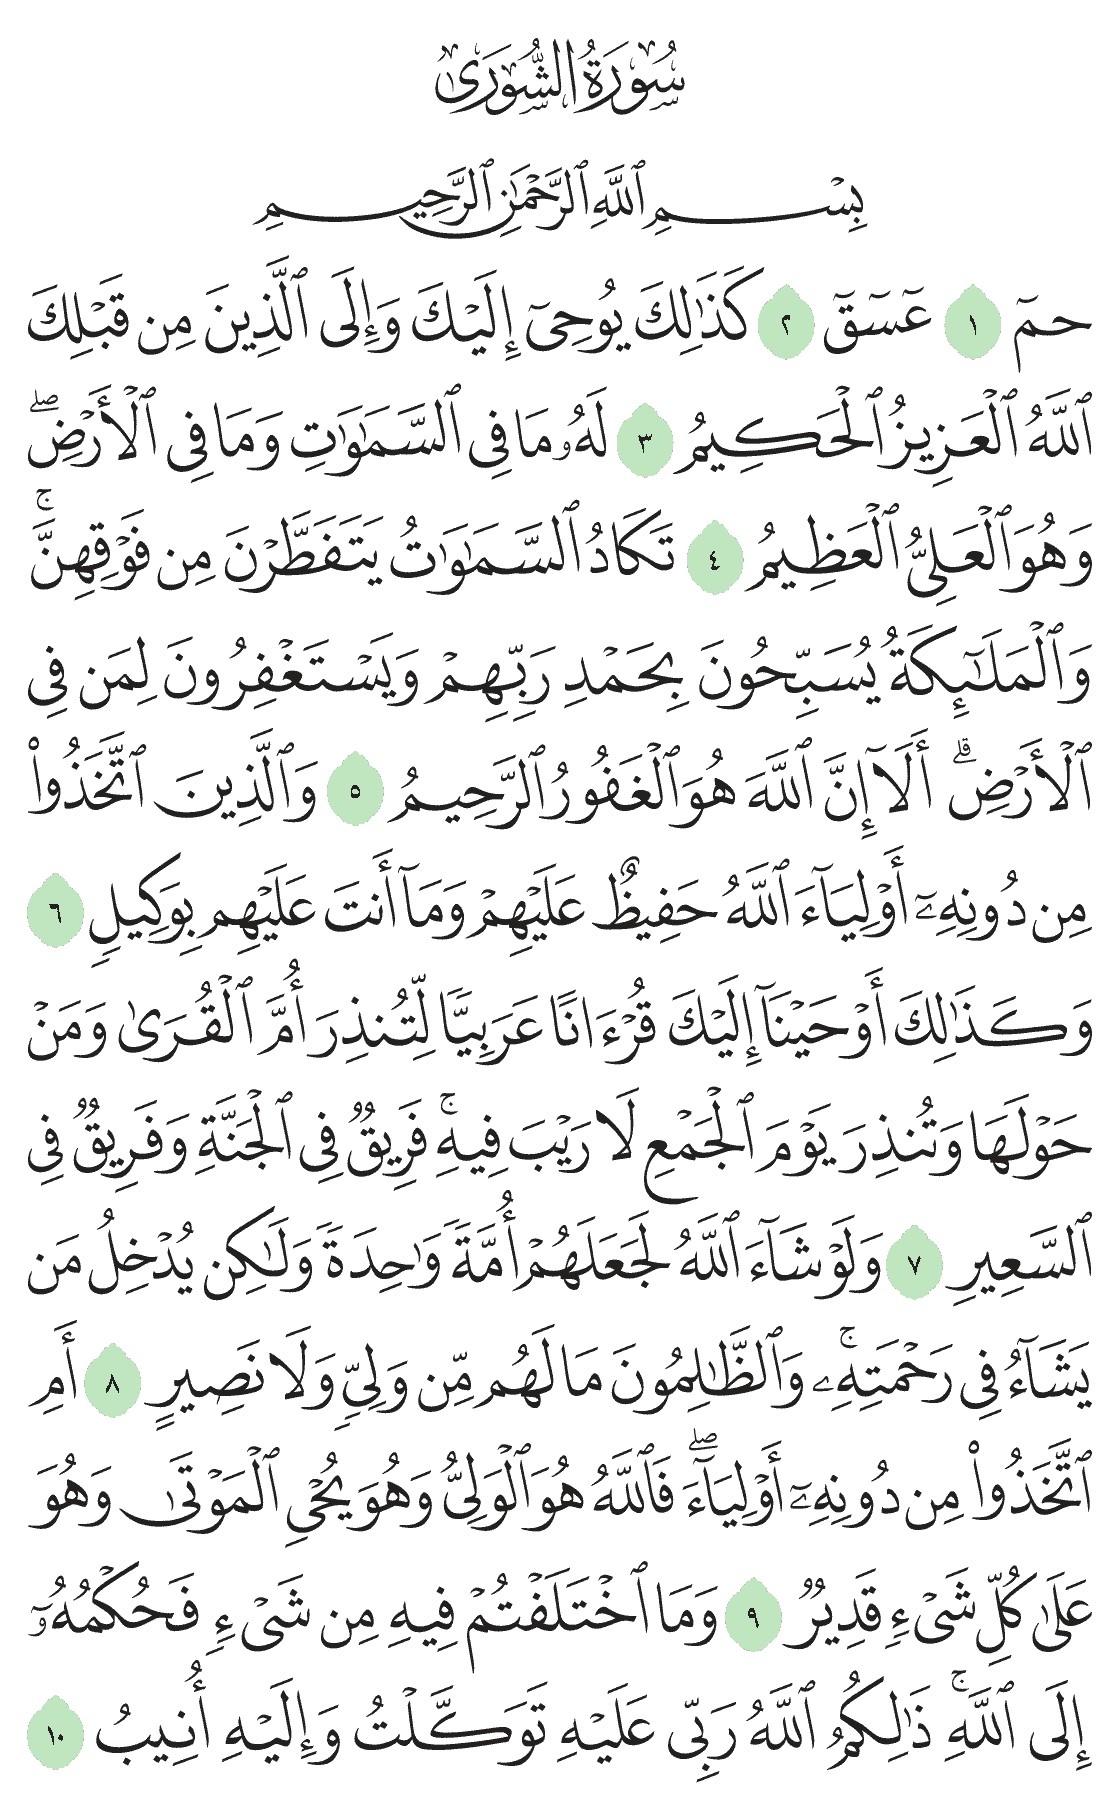 سُورَةُ الشُّورَىٰ
بِسْمِ ٱللَّهِ ٱلرَّحْمَٰنِ ٱلرَّحِيمِ
حمٓ ١ عٓسٓقٓ ٢ كَذَٰلِكَ يُوحِىٓ إِلَيْكَ وَإِلَى ٱلَّذِينَ مِن قَبْلِكَ
ٱللَّهُ ٱلْعَزِيزُ ٱلْحَكِيمُ ٣ لَهُۥ مَا فِى ٱلسَّمَٰوَٰتِ وَمَا فِى ٱلْأَرْضِۖ
وَهُوَ ٱلْعَلِىُّ ٱلْعَظِيمُ ٤ تَكَادُ ٱلسَّمَٰوَٰتُ يَتَفَطَّرْنَ مِن فَوْقِهِنَّۚ
وَٱلْمَلَٰٓئِكَةُ يُسَبِّحُونَ بِحَمْدِ رَبِّهِمْ وَيَسْتَغْفِرُونَ لِمَن فِى
ٱلْأَرْضِۗ أَلَآ إِنَّ ٱللَّهَ هُوَ ٱلْغَفُورُ ٱلرَّحِيمُ ٥ وَٱلَّذِينَ ٱتَّخَذُوا۟
مِن دُونِهِۦٓ أَوْلِيَآءَ ٱللَّهُ حَفِيظٌ عَلَيْهِمْ وَمَآ أَنتَ عَلَيْهِم بِوَكِيلٍ ٦
وَكَذَٰلِكَ أَوْحَيْنَآ إِلَيْكَ قُرْءَانًا عَرَبِيًّا لِّتُنذِرَ أُمَّ ٱلْقُرَىٰ وَمَنْ
حَوْلَهَا وَتُنذِرَ يَوْمَ ٱلْجَمْعِ لَا رَيْبَ فِيهِۚ فَرِيقٌ فِى ٱلْجَنَّةِ وَفَرِيقٌ فِى
ٱلسَّعِيرِ ٧ وَلَوْ شَآءَ ٱللَّهُ لَجَعَلَهُمْ أُمَّةً وَٰحِدَةً وَلَٰكِن يُدْخِلُ مَن
يَشَآءُ فِى رَحْمَتِهِۦۚ وَٱلظَّٰلِمُونَ مَا لَهُم مِّن وَلِىٍّ وَلَا نَصِيرٍ ٨ أَمِ
ٱتَّخَذُوا۟ مِن دُونِهِۦٓ أَوْلِيَآءَۖ فَٱللَّهُ هُوَ ٱلْوَلِىُّ وَهُوَ يُحْىِ ٱلْمَوْتَىٰ وَهُوَ
عَلَىٰ كُلِّ شَىْءٍ قَدِيرٌ ٩ وَمَا ٱخْتَلَفْتُمْ فِيهِ مِن شَىْءٍ فَحُكْمُهُۥٓ
إِلَى ٱللَّهِۚ ذَٰلِكُمُ ٱللَّهُ رَبِّى عَلَيْهِ تَوَكَّلْتُ وَإِلَيْهِ أُنِيبُ ١٠